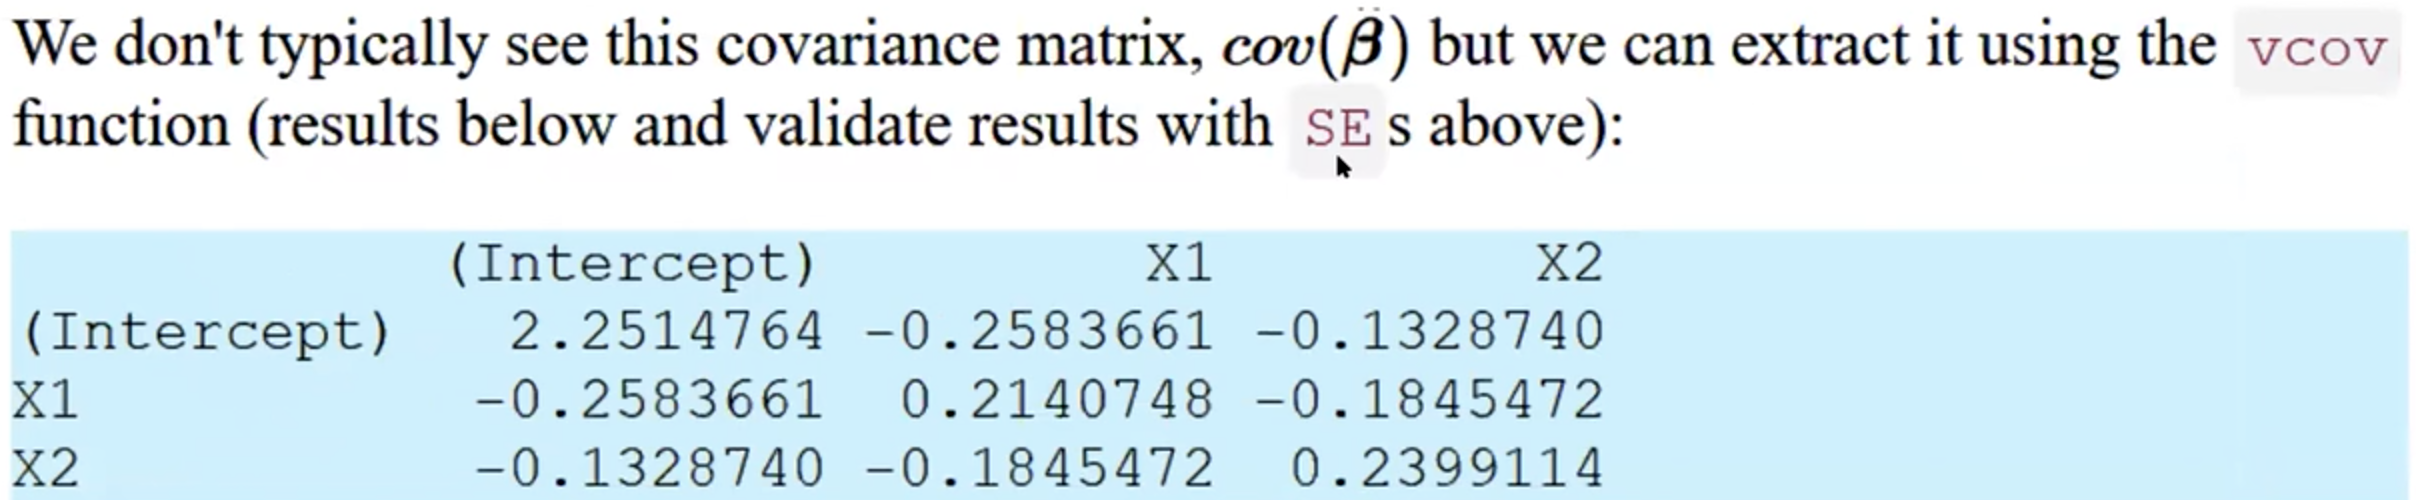 We don't typically see this covariance matrix, cov(β̂) but we can extract it using the vcov
function (results below and validate results with SE s above):
(Intercept) X1 X2
(Intercept) 2.2514764 -0.2583661 -0.1328740
X1 -0.2583661 0.2140748 -0.1845472
X2 -0.1328740 -0.1845472 0.2399114